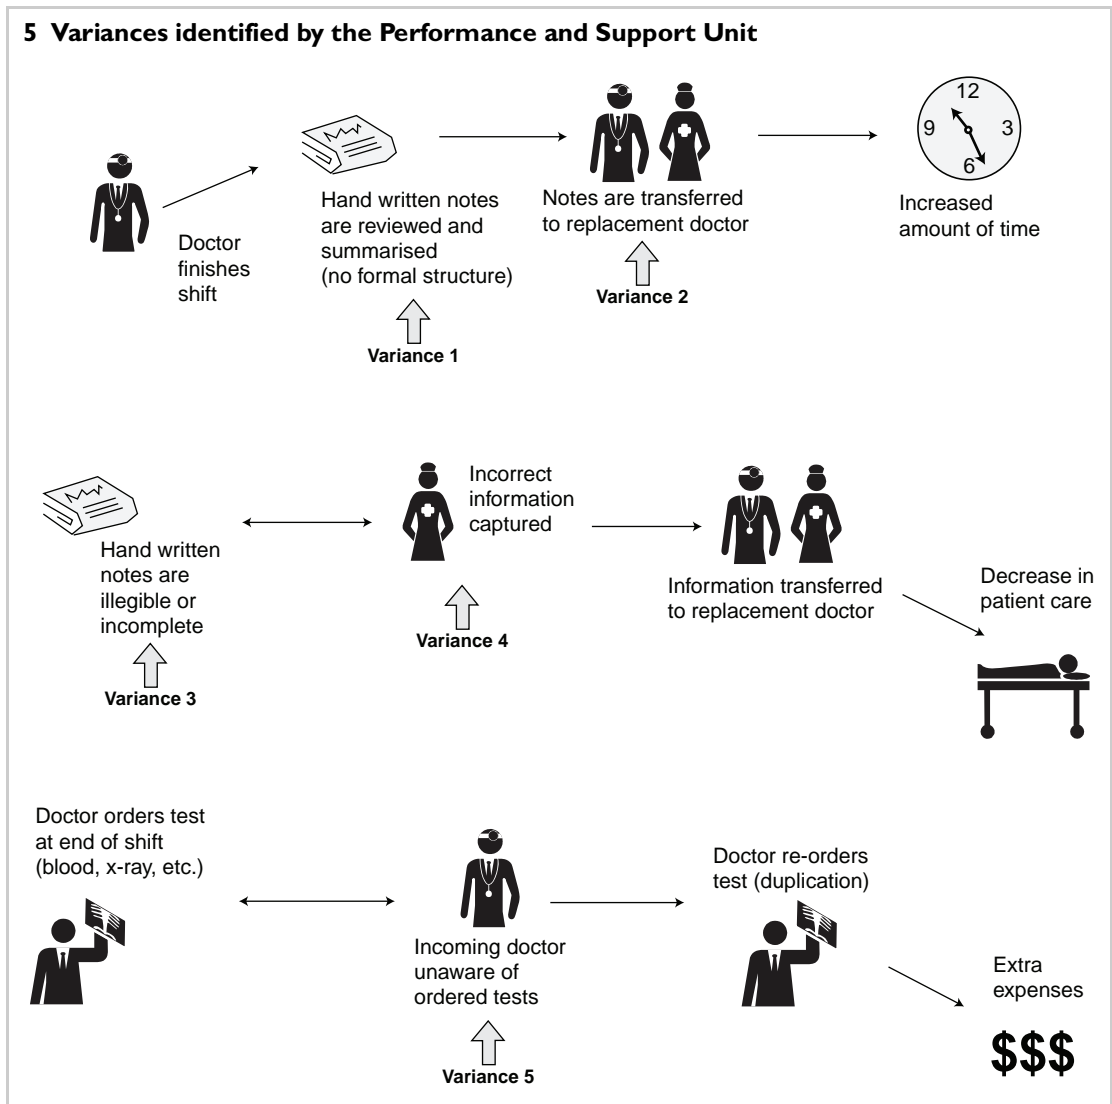 5 Variances identified by the Performance and Support Unit
Doctor
finishes
shift
Hand written notes
are reviewed and
summarised
(no formal structure)
Variance 1
Notes are transferred
to replacement doctor
Variance 2
12
9
3
6
Increased
amount of time
Hand written
notes are
illegible or
incomplete
Variance 3
Incorrect
information
captured
Variance 4
Information transferred
to replacement doctor
Decrease in
patient care
Doctor orders test
at end of shift
(blood, x-ray, etc.)
Incoming doctor
unaware of
ordered tests
Variance 5
Doctor re-orders
test (duplication)
Extra
expenses
$$$